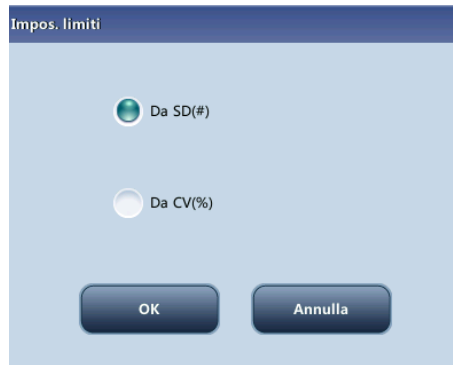 Impos. limiti
Da SD(#)
Da CV(%)
OK
Annulla